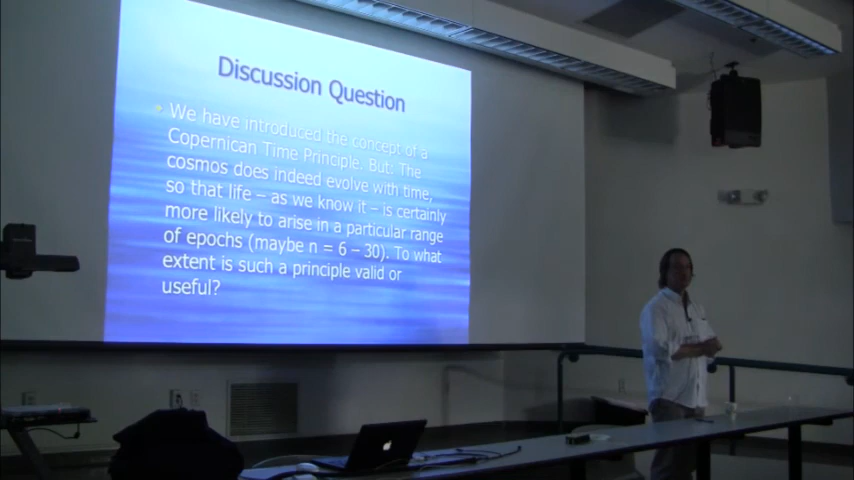 Discussion Question
We have introduced the concept of a
Copernican Time Principle. But: The
cosmos does indeed evolve with time,
so that life – as we know it – is certainly
more likely to arise in a particular range
of epochs (maybe n = 6 – 30). To what
extent is such a principle valid or
useful?